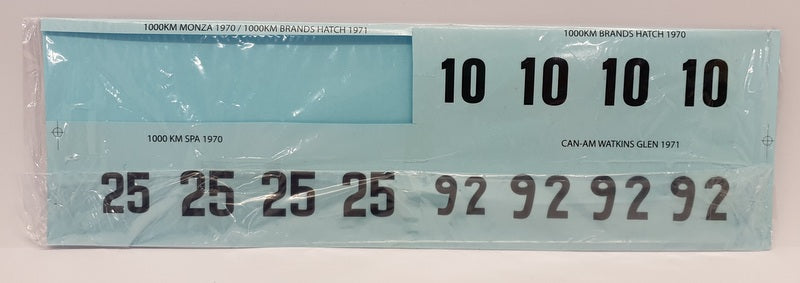 1000KM MONZA 1970 / 1000KM BRANDS HATCH 1971
1000KM BRANDS HATCH 1970
10 10 10 10
1000 KM SPA 1970
CAN-AM WATKINS GLEN 1971
25 25 25 25 92 92 92 92